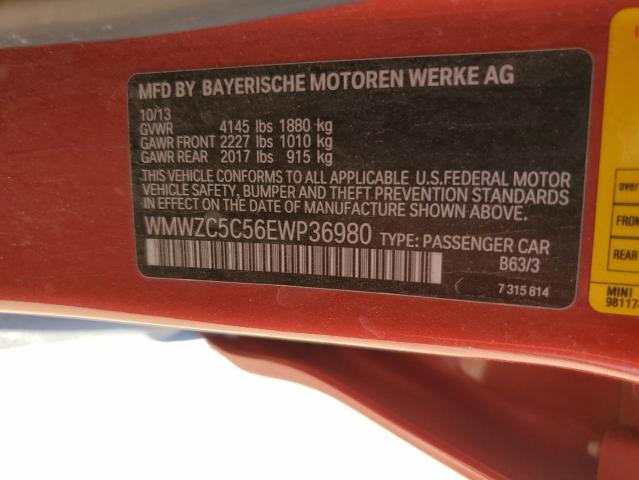 MFD BY BAYERISCHE MOTOREN WERKE AG
10/13
GVWR 4145 lbs 1880 kg
GAWR FRONT 2227 lbs 1010 kg
GAWR REAR 2017 lbs 915 kg
THIS VEHICLE CONFORMS TO ALL APPLICABLE U.S.FEDERAL MOTOR
VEHICLE SAFETY, BUMPER AND THEFT PREVENTION STANDARDS
IN EFFECT ON THE DATE OF MANUFACTURE SHOWN ABOVE.
WMWZC5C56EWP36980 TYPE: PASSENGER CAR
B63/3
7 315 814
FRON
REAR
MINI